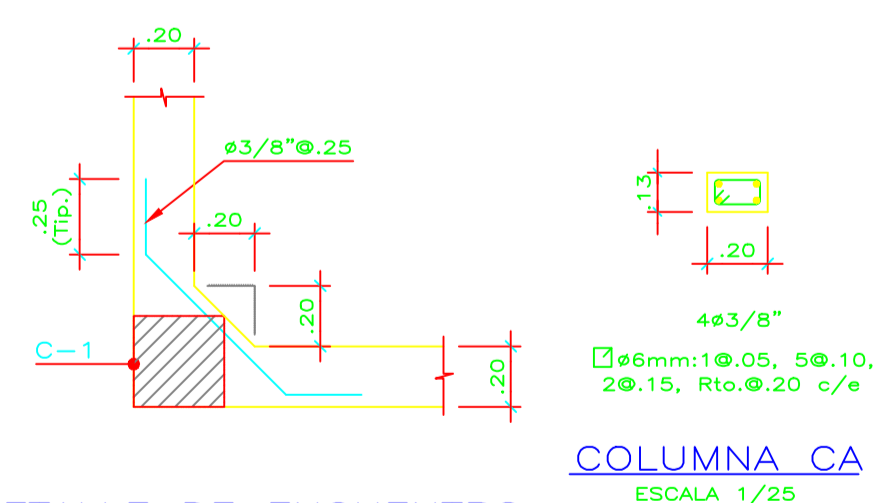 .20
ø3/8"@.25
.25
(Tip.)
.20
.20
C-1
.20
.13
.20
4ø3/8"
ø6mm:1@.05, 5@.10,
2@.15, Rto.@.20 c/e
COLUMNA CA
ESCALA 1/25